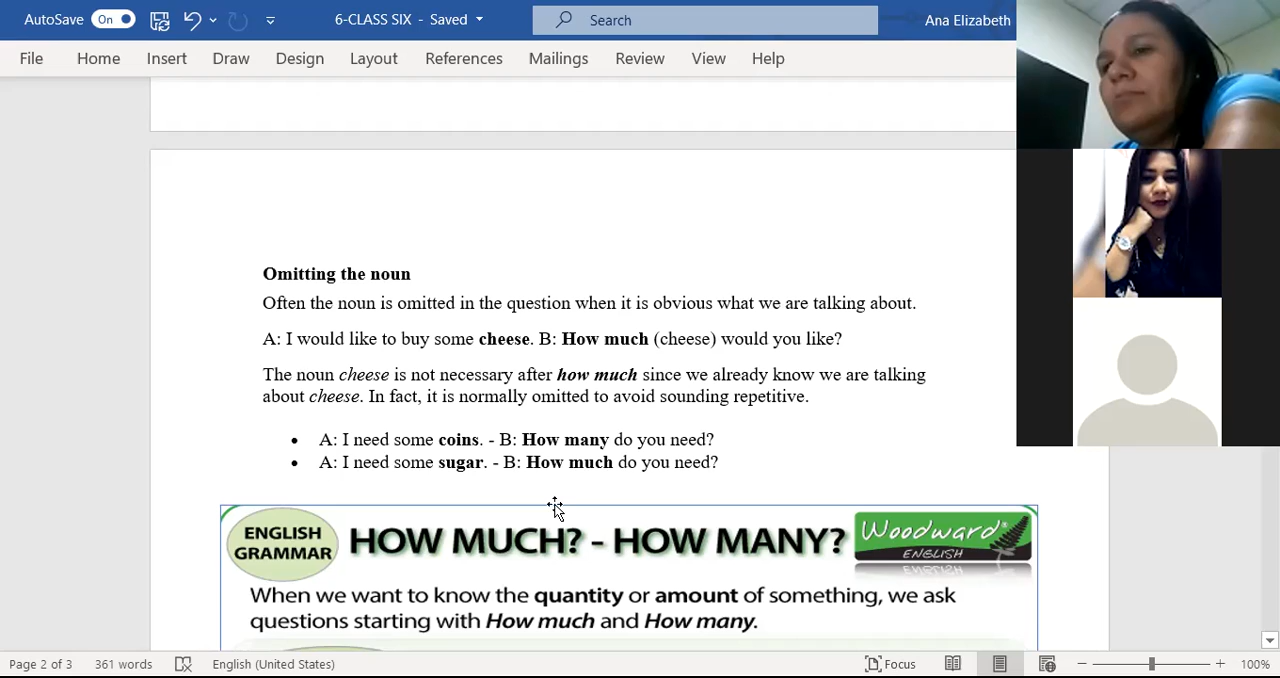 AutoSave On 6-CLASS SIX - Saved Search Ana Elizabeth
File Home Insert Draw Design Layout References Mailings Review View Help
Omitting the noun
Often the noun is omitted in the question when it is obvious what we are talking about.
A: I would like to buy some cheese. B: How much (cheese) would you like?
The noun cheese is not necessary after how much since we already know we are talking
about cheese. In fact, it is normally omitted to avoid sounding repetitive.
• A: I need some coins. - B: How many do you need?
• A: I need some sugar. - B: How much do you need?
ENGLISH
GRAMMAR
HOW MUCH? - HOW MANY?
Woodward®
ENGLISH
When we want to know the quantity or amount of something, we ask
questions starting with How much and How many.
Page 2 of 3 361 words English (United States) Focus 100%